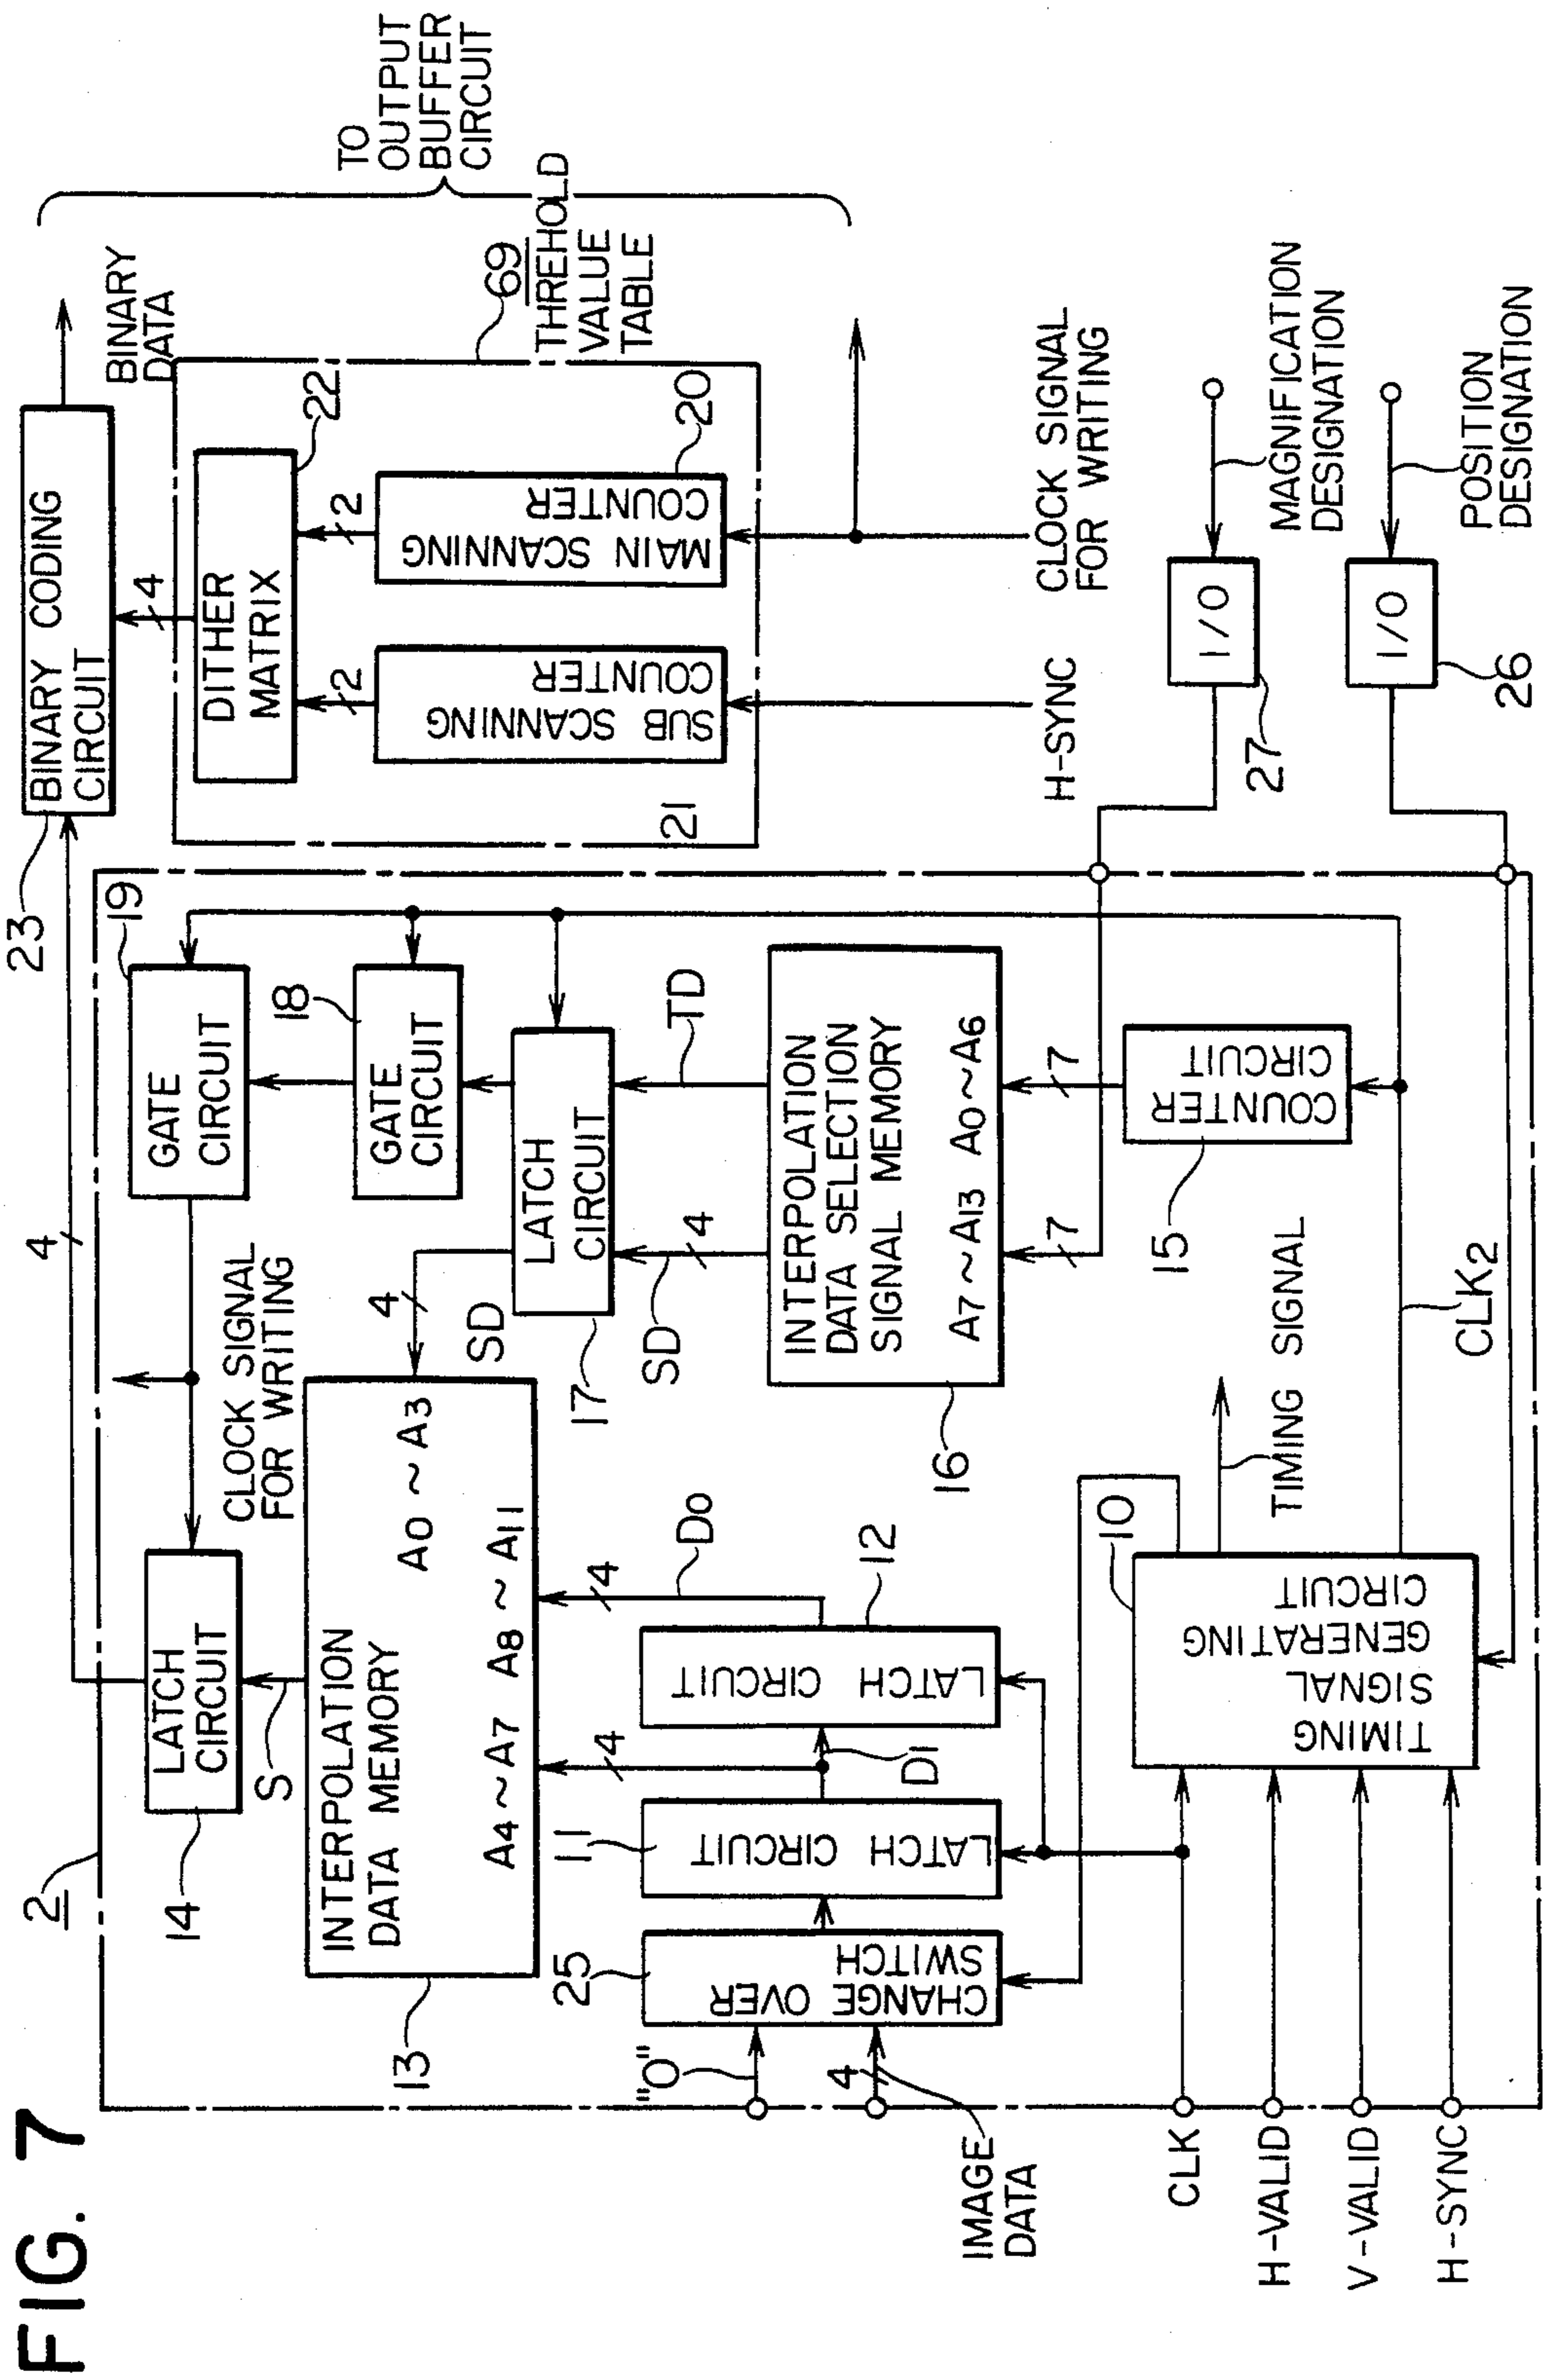 FIG. 7
2
23
BINARY CODING
CIRCUIT
BINARY
DATA
TO
OUTPUT
BUFFER
CIRCUIT
4
4
14
LATCH
CIRCUIT
S
19
GATE
CIRCUIT
CLOCK SIGNAL
FOR WRITING
18
GATE
CIRCUIT
69
THREHOLD
VALUE
TABLE
DITHER
MATRIX
22
2
2
SUB SCANNING
COUNTER
MAIN SCANNING
COUNTER
20
21
13
INTERPOLATION
DATA MEMORY
A0 ~ A3
A4 ~ A7
A8 ~ A11
4
SD
LATCH
CIRCUIT
17
SD
4
TD
4
4
D0
D1
"0"
4
IMAGE
DATA
25
CHANGE OVER
SWITCH
11
LATCH CIRCUIT
12
LATCH CIRCUIT
16
INTERPOLATION
DATA SELECTION
SIGNAL MEMORY
A7 ~ A13
A0 ~ A6
7
7
15
COUNTER
CIRCUIT
H-SYNC
CLOCK SIGNAL
FOR WRITING
CLK
H-VALID
V-VALID
H-SYNC
10
TIMING
SIGNAL
GENERATING
CIRCUIT
TIMING SIGNAL
CLK2
27
I/O
MAGNIFICATION
DESIGNATION
26
I/O
POSITION
DESIGNATION